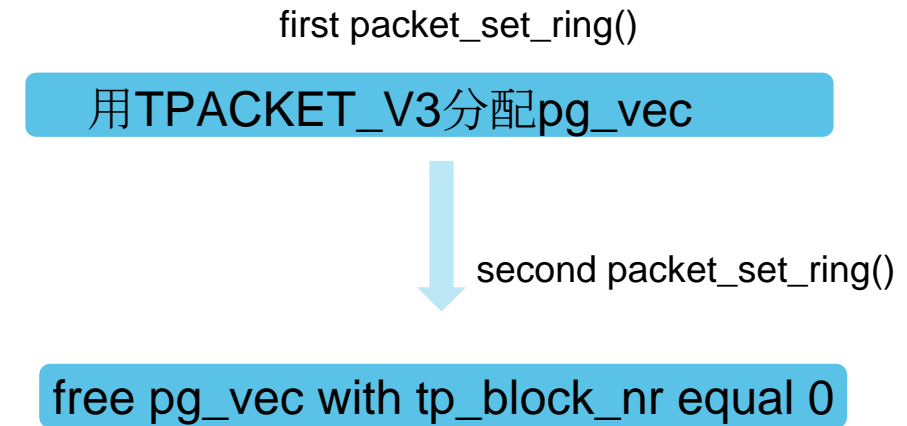 first packet_set_ring()
用TPACKET_V3分配pg_vec
second packet_set_ring()
free pg_vec with tp_block_nr equal 0